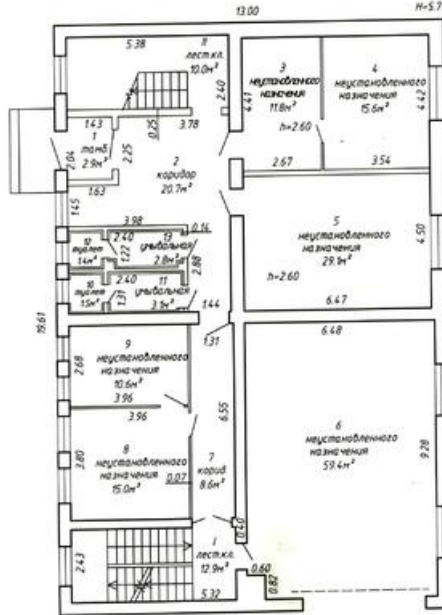 13.00
H=5.7
5.38
II
лест.кл.
10.0м²
2.40
3
неустановленного
назначения
11.8м²
4.41
4
неустановленного
назначения
15.6м²
4.42
h=2.60
2.67
3.54
1.43
1
тамб.
2.9м²
2.04
2.25
0.25
3.78
1.63
2
коридор
20.7м²
1.45
3.98
0.14
5
неустановленного
назначения
29.1м²
4.50
h=2.60
6.47
12
туалет
1.4м²
2.40
1.22
13
умывальная
2.8м²
2.88
10
туалет
1.5м²
2.40
1.31
11
умывальная
3.1м²
1.44
19.61
1.31
6.48
9
неустановленного
назначения
10.6м²
2.68
3.96
3.96
6.55
8
неустановленного
назначения
15.0м²
3.80
0.07
7
корид.
8.6м²
6
неустановленного
назначения
59.4м²
9.28
I
лест.кл.
12.9м²
2.43
5.32
0.40
0.60
0.82